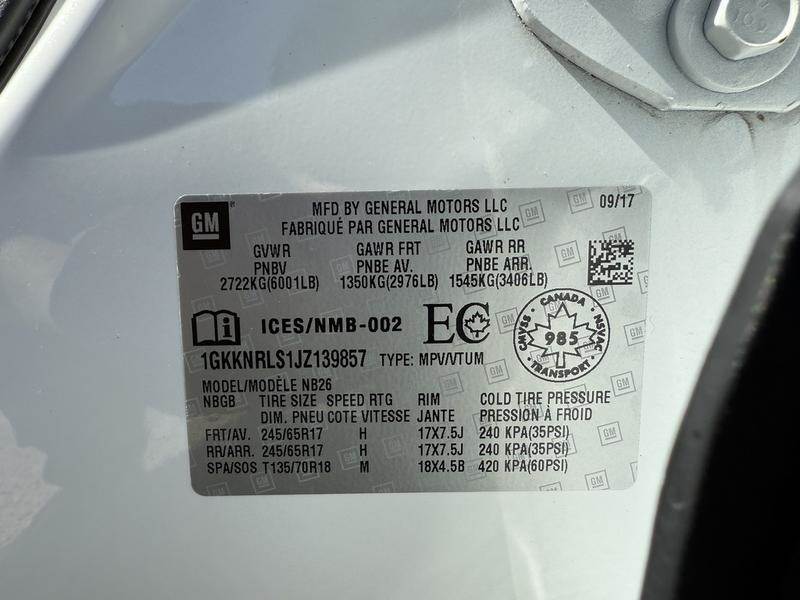 GM
MFD BY GENERAL MOTORS LLC 09/17
FABRIQUÉ PAR GENERAL MOTORS LLC
GVWR GAWR FRT GAWR RR
PNBV PNBE AV. PNBE ARR.
2722KG(6001LB) 1350KG(2976LB) 1545KG(3406LB)
ICES/NMB-002 EC
CANADA
CMVSS 985 NSVAC
TRANSPORT
1GKKNRLS1JZ139857 TYPE: MPV/VTUM
MODEL/MODÈLE NB26
NBGB TIRE SIZE SPEED RTG RIM COLD TIRE PRESSURE
DIM. PNEU COTE VITESSE JANTE PRESSION À FROID
FRT/AV. 245/65R17 H 17X7.5J 240 KPA(35PSI)
RR/ARR. 245/65R17 H 17X7.5J 240 KPA(35PSI)
SPA/SOS T135/70R18 M 18X4.5B 420 KPA(60PSI)